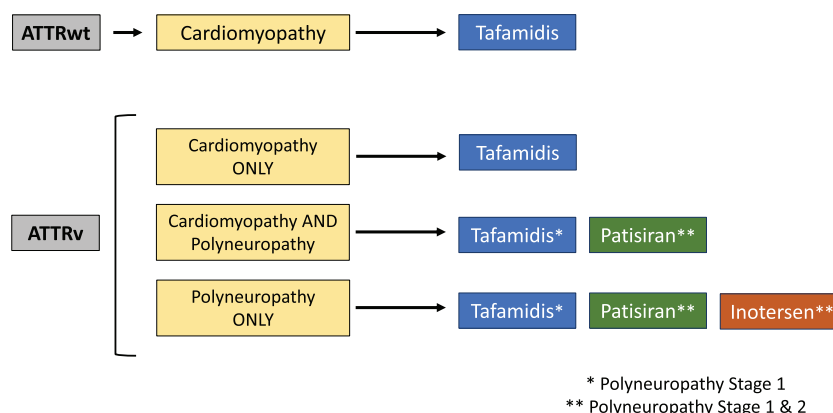 ATTRwt
Cardiomyopathy
Tafamidis
ATTRv
Cardiomyopathy
ONLY
Tafamidis
Cardiomyopathy AND
Polyneuropathy
Tafamidis*
Patisiran**
Polyneuropathy
ONLY
Tafamidis*
Patisiran**
Inotersen**
* Polyneuropathy Stage 1
** Polyneuropathy Stage 1 & 2